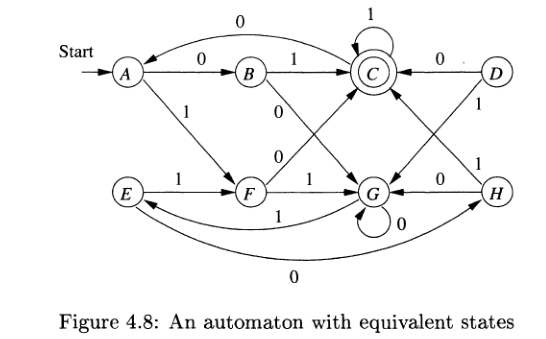 0 1
Start
A 0 B 1 C 0 D
1 0 1
0 1
E 1 F 1 G 0 H
1 0
0
Figure 4.8: An automaton with equivalent states